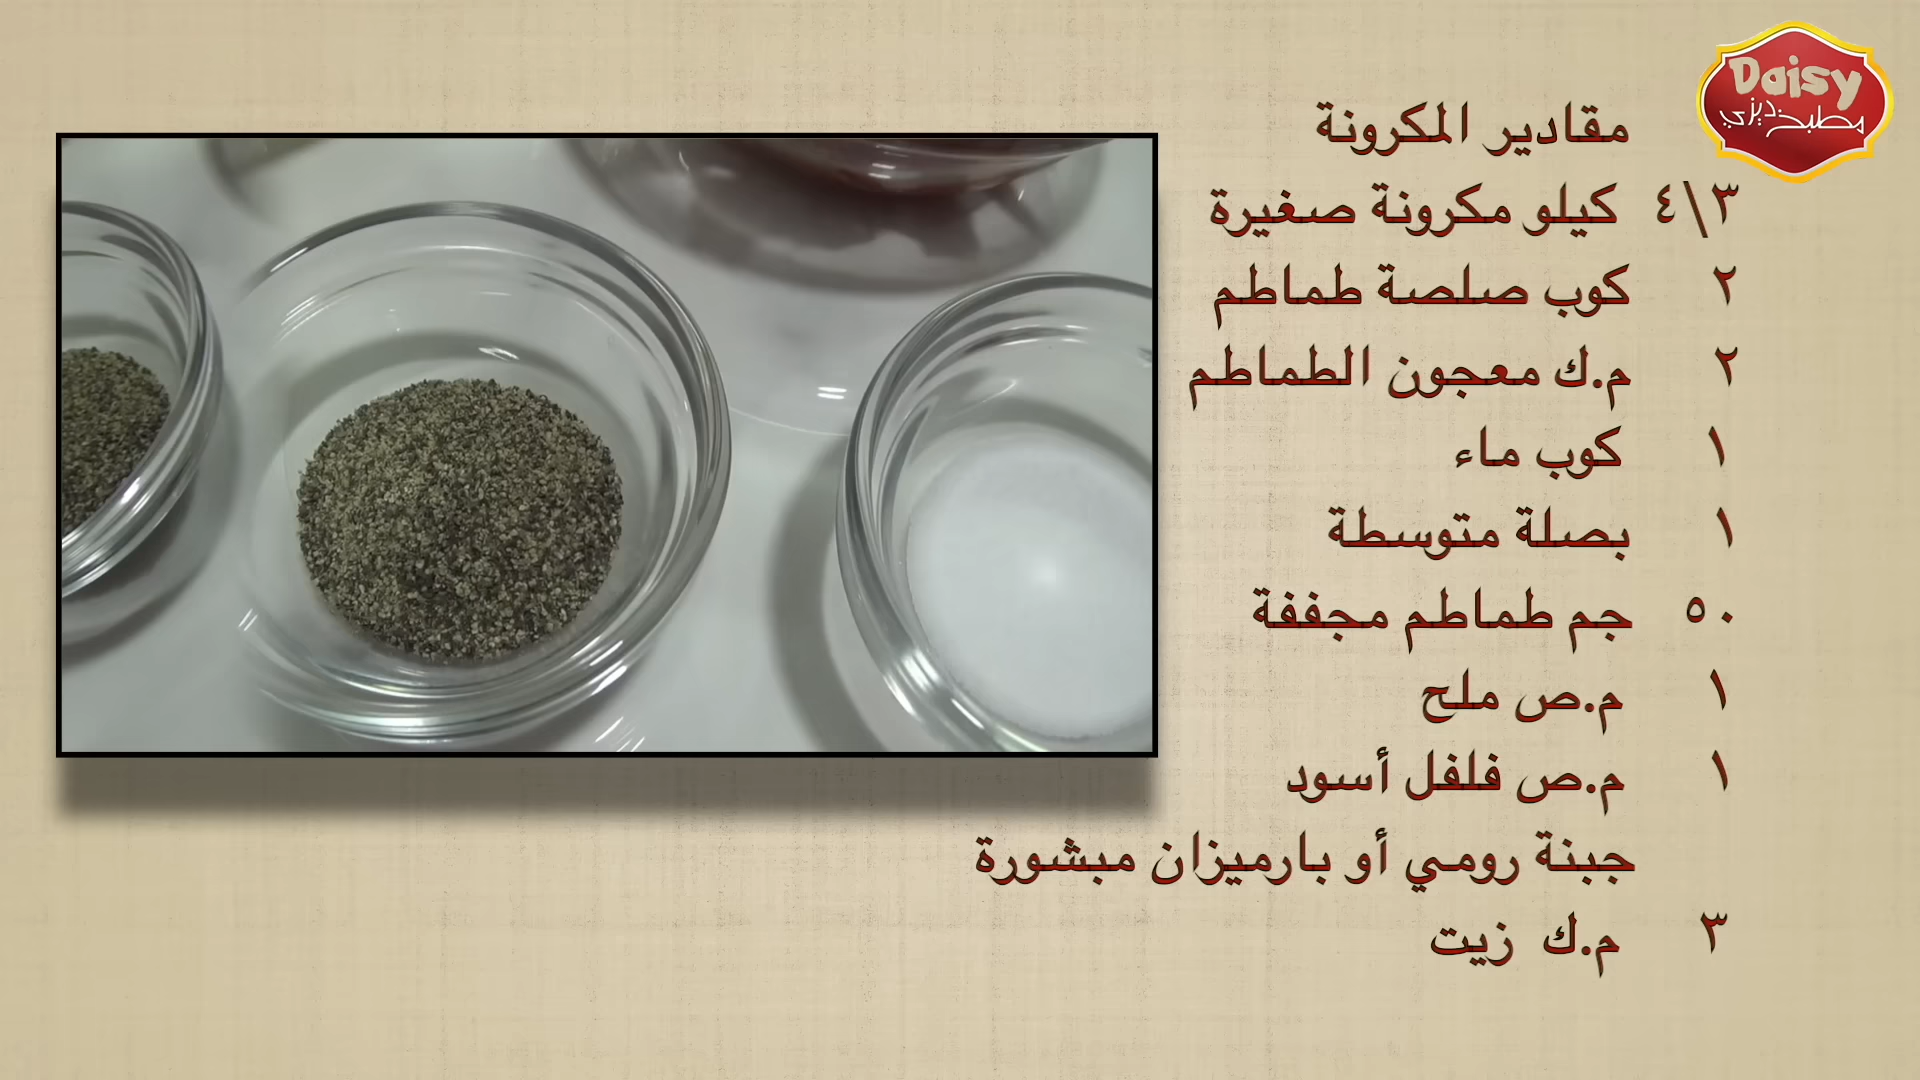 Daisy
مطبخ ديزي
مقادير المكرونة
٣\٤ كيلو مكرونة صغيرة
٢ كوب صلصة طماطم
٢ م.ك معجون الطماطم
١ كوب ماء
١ بصلة متوسطة
٥٠ جم طماطم مجففة
١ م.ص ملح
١ م.ص فلفل أسود
جبنة رومي أو بارميزان مبشورة
٣ م.ك زيت